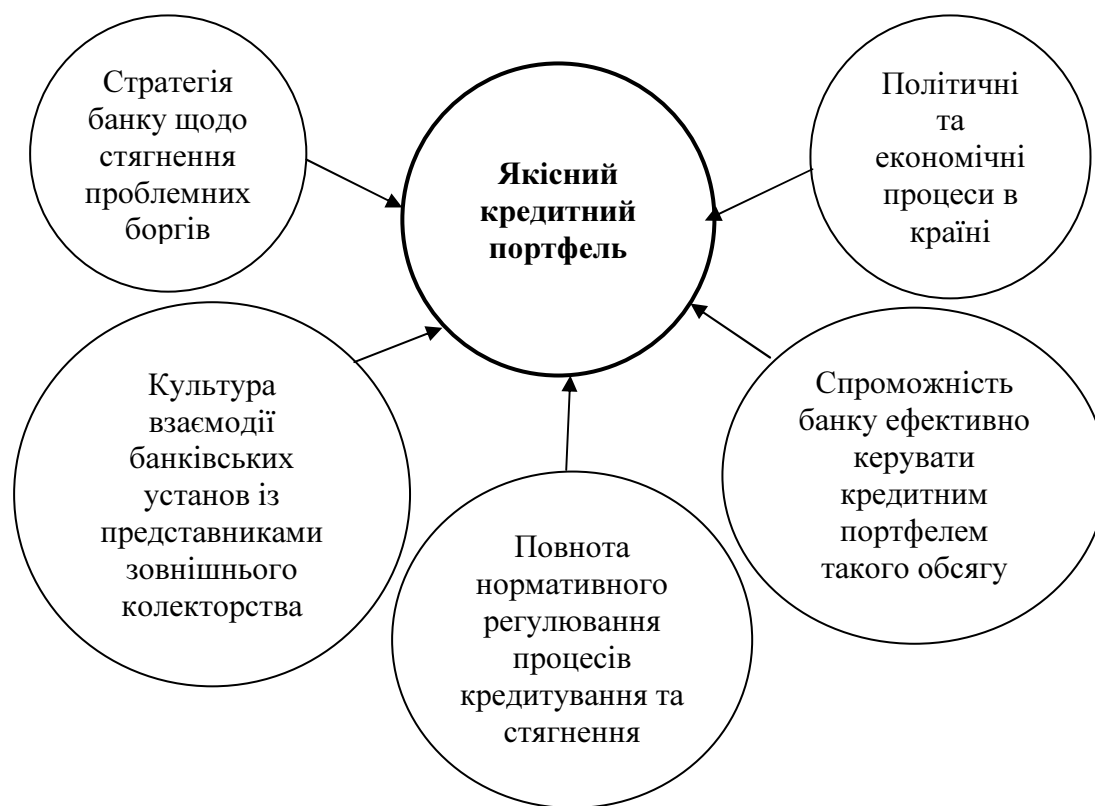 Стратегія
банку щодо
стягнення
проблемних
боргів
Якісний
кредитний
портфель
Політичні
та
економічні
процеси в
країні
Культура
взаємодії
банківських
установ із
представниками
зовнішнього
колекторства
Повнота
нормативного
регулювання
процесів
кредитування та
стягнення
Спроможність
банку ефективно
керувати
кредитним
портфелем
такого обсягу